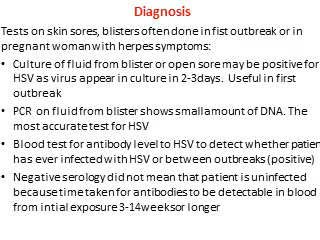 Diagnosis
Tests on skin sores, blisters often done in fist outbreak or in
pregnant woman with herpes symptoms:
• Culture of fluid from blister or open sore may be positive for
HSV as virus appear in culture in 2-3days. Useful in first
outbreak
• PCR on fluid from blister shows small amount of DNA. The
most accurate test for HSV
• Blood test for antibody level to HSV to detect whether patien
has ever infected with HSV or between outbreaks (positive)
• Negative serology did not mean that patient is uninfected
because time taken for antibodies to be detectable in blood
from intial exposure 3-14weeksor longer